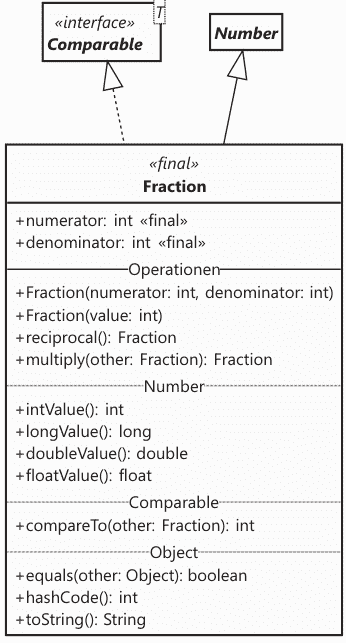 «interface»
T
Comparable
Number
«final»
Fraction
+numerator: int «final»
+denominator: int «final»
Operationen
+Fraction(numerator: int, denominator: int)
+Fraction(value: int)
+reciprocal(): Fraction
+multiply(other: Fraction): Fraction
Number
+intValue(): int
+longValue(): long
+doubleValue(): double
+floatValue(): float
Comparable
+compareTo(other: Fraction): int
Object
+equals(other: Object): boolean
+hashCode(): int
+toString(): String